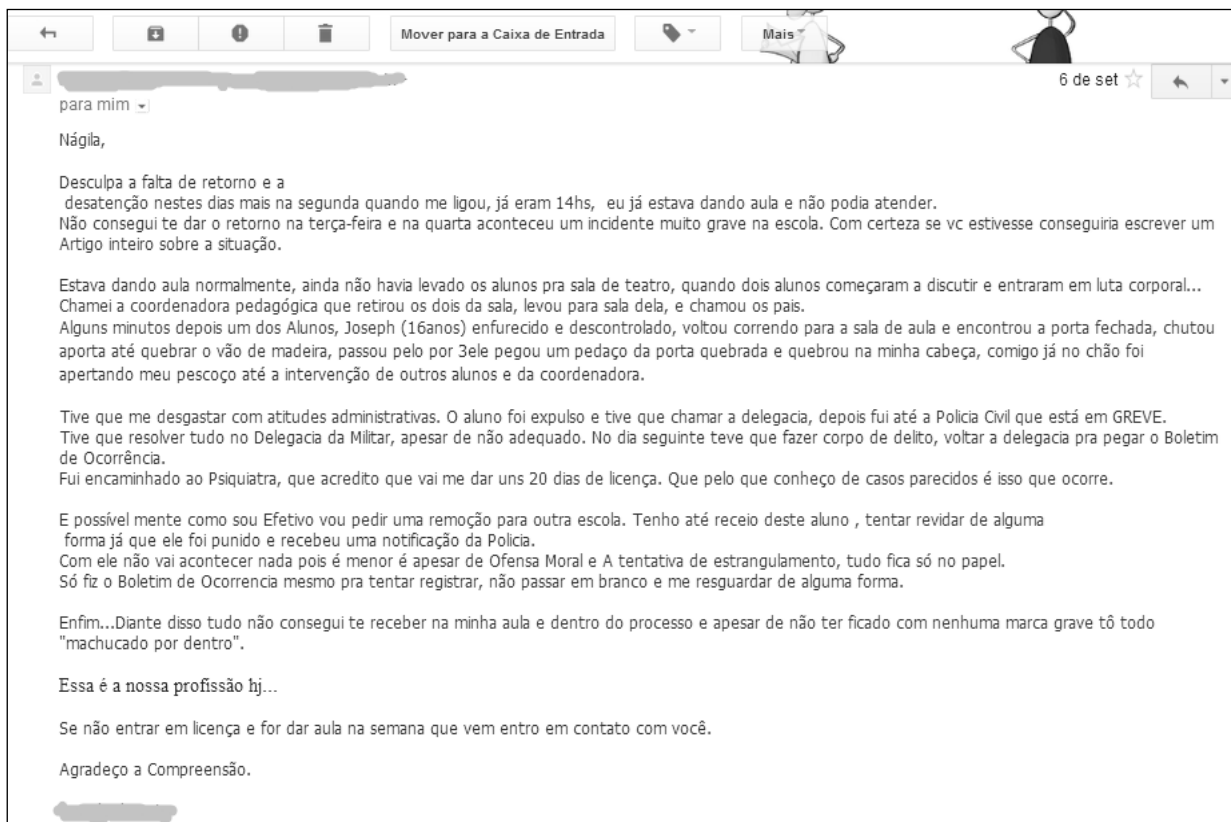 Mover para a Caixa de Entrada
Mais
6 de set
para mim
Nágila,
Desculpa a falta de retorno e a
desatenção nestes dias mais na segunda quando me ligou, já eram 14hs, eu já estava dando aula e não podia atender.
Não consegui te dar o retorno na terça-feira e na quarta aconteceu um incidente muito grave na escola. Com certeza se vc estivesse conseguiria escrever um
Artigo inteiro sobre a situação.
Estava dando aula normalmente, ainda não havia levado os alunos pra sala de teatro, quando dois alunos começaram a discutir e entraram em luta corporal...
Chamei a coordenadora pedagógica que retirou os dois da sala, levou para sala dela, e chamou os pais.
Alguns minutos depois um dos Alunos, Joseph (16anos) enfurecido e descontrolado, voltou correndo para a sala de aula e encontrou a porta fechada, chutou
aporta até quebrar o vão de madeira, passou pelo por 3ele pegou um pedaço da porta quebrada e quebrou na minha cabeça, comigo já no chão foi
apertando meu pescoço até a intervenção de outros alunos e da coordenadora.
Tive que me desgastar com atitudes administrativas. O aluno foi expulso e tive que chamar a delegacia, depois fui até a Policia Civil que está em GREVE.
Tive que resolver tudo no Delegacia da Militar, apesar de não adequado. No dia seguinte teve que fazer corpo de delito, voltar a delegacia pra pegar o Boletim
de Ocorrência.
Fui encaminhado ao Psiquiatra, que acredito que vai me dar uns 20 dias de licença. Que pelo que conheço de casos parecidos é isso que ocorre.
E possível mente como sou Efetivo vou pedir uma remoção para outra escola. Tenho até receio deste aluno , tentar revidar de alguma
forma já que ele foi punido e recebeu uma notificação da Policia.
Com ele não vai acontecer nada pois é menor é apesar de Ofensa Moral e A tentativa de estrangulamento, tudo fica só no papel.
Só fiz o Boletim de Ocorrencia mesmo pra tentar registrar, não passar em branco e me resguardar de alguma forma.
Enfim...Diante disso tudo não consegui te receber na minha aula e dentro do processo e apesar de não ter ficado com nenhuma marca grave tô todo
"machucado por dentro".
Essa é a nossa profissão hj...
Se não entrar em licença e for dar aula na semana que vem entro em contato com você.
Agradeço a Compreensão.